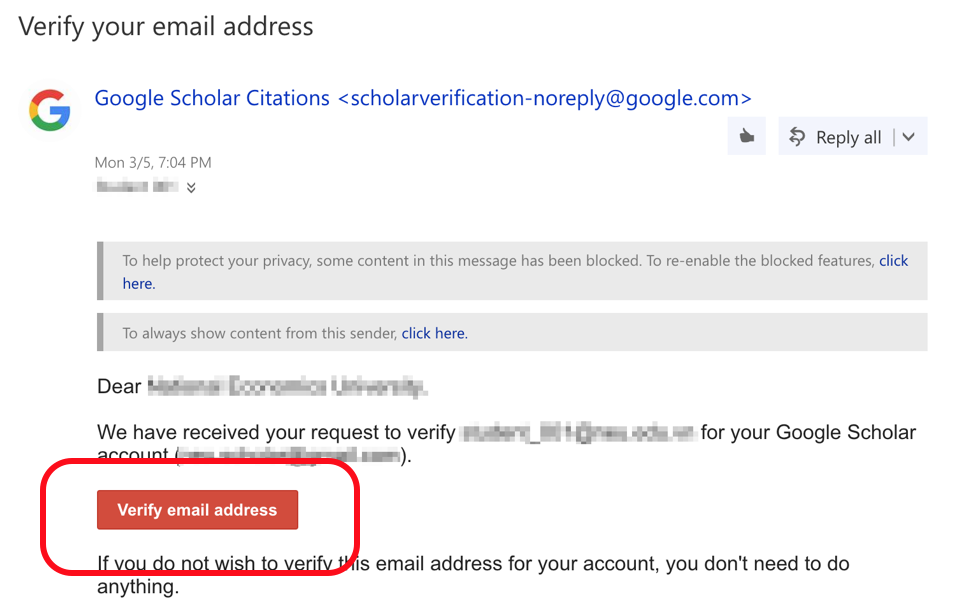 Verify your email address
Google Scholar Citations <scholarverification-noreply@google.com>
Reply all
Mon 3/5, 7:04 PM
To help protect your privacy, some content in this message has been blocked. To re-enable the blocked features, click
here.
To always show content from this sender, click here.
Dear
We have received your request to verify for your Google Scholar
account ( ).
Verify email address
If you do not wish to verify this email address for your account, you don't need to do
anything.